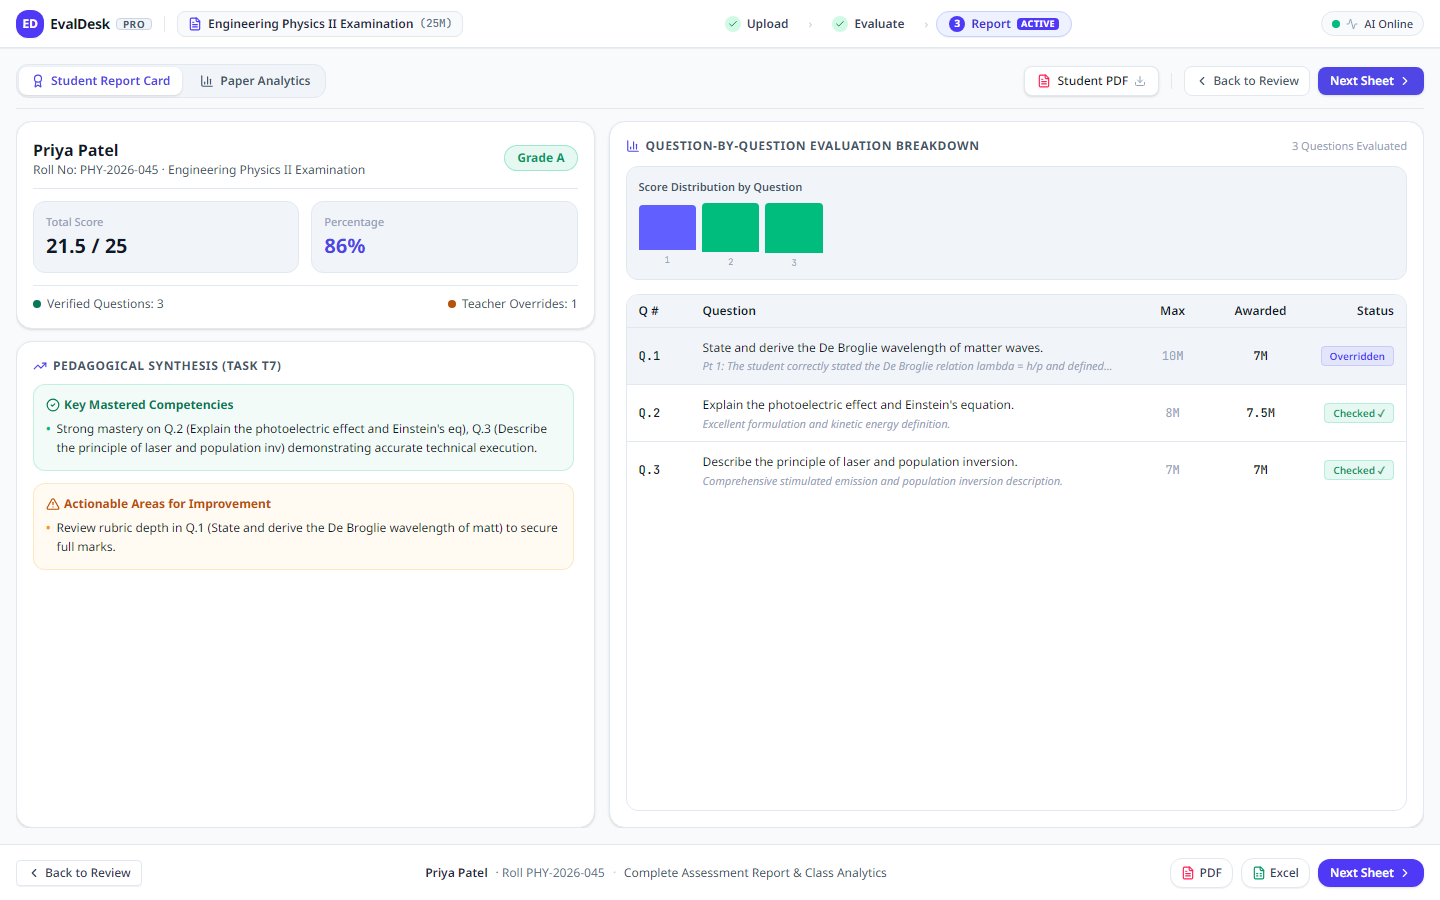 ED EvalDesk PRO Engineering Physics II Examination (25M) Upload Evaluate 3 Report ACTIVE AI Online
Student Report Card Paper Analytics Student PDF Back to Review Next Sheet
Priya Patel
Roll No: PHY-2026-045 · Engineering Physics II Examination
Grade A
Total Score
21.5 / 25
Percentage
86%
Verified Questions: 3 Teacher Overrides: 1
PEDAGOGICAL SYNTHESIS (TASK T7)
Key Mastered Competencies
• Strong mastery on Q.2 (Explain the photoelectric effect and Einstein's eq), Q.3 (Describe
the principle of laser and population inv) demonstrating accurate technical execution.
Actionable Areas for Improvement
• Review rubric depth in Q.1 (State and derive the De Broglie wavelength of matt) to secure
full marks.
QUESTION-BY-QUESTION EVALUATION BREAKDOWN 3 Questions Evaluated
Score Distribution by Question
1 2 3
Q # Question Max Awarded Status
Q.1 State and derive the De Broglie wavelength of matter waves. 10M 7M Overridden
Pt 1: The student correctly stated the De Broglie relation lambda = h/p and defined...
Q.2 Explain the photoelectric effect and Einstein's equation. 8M 7.5M Checked ✓
Excellent formulation and kinetic energy definition.
Q.3 Describe the principle of laser and population inversion. 7M 7M Checked ✓
Comprehensive stimulated emission and population inversion description.
Back to Review Priya Patel · Roll PHY-2026-045 · Complete Assessment Report & Class Analytics PDF Excel Next Sheet